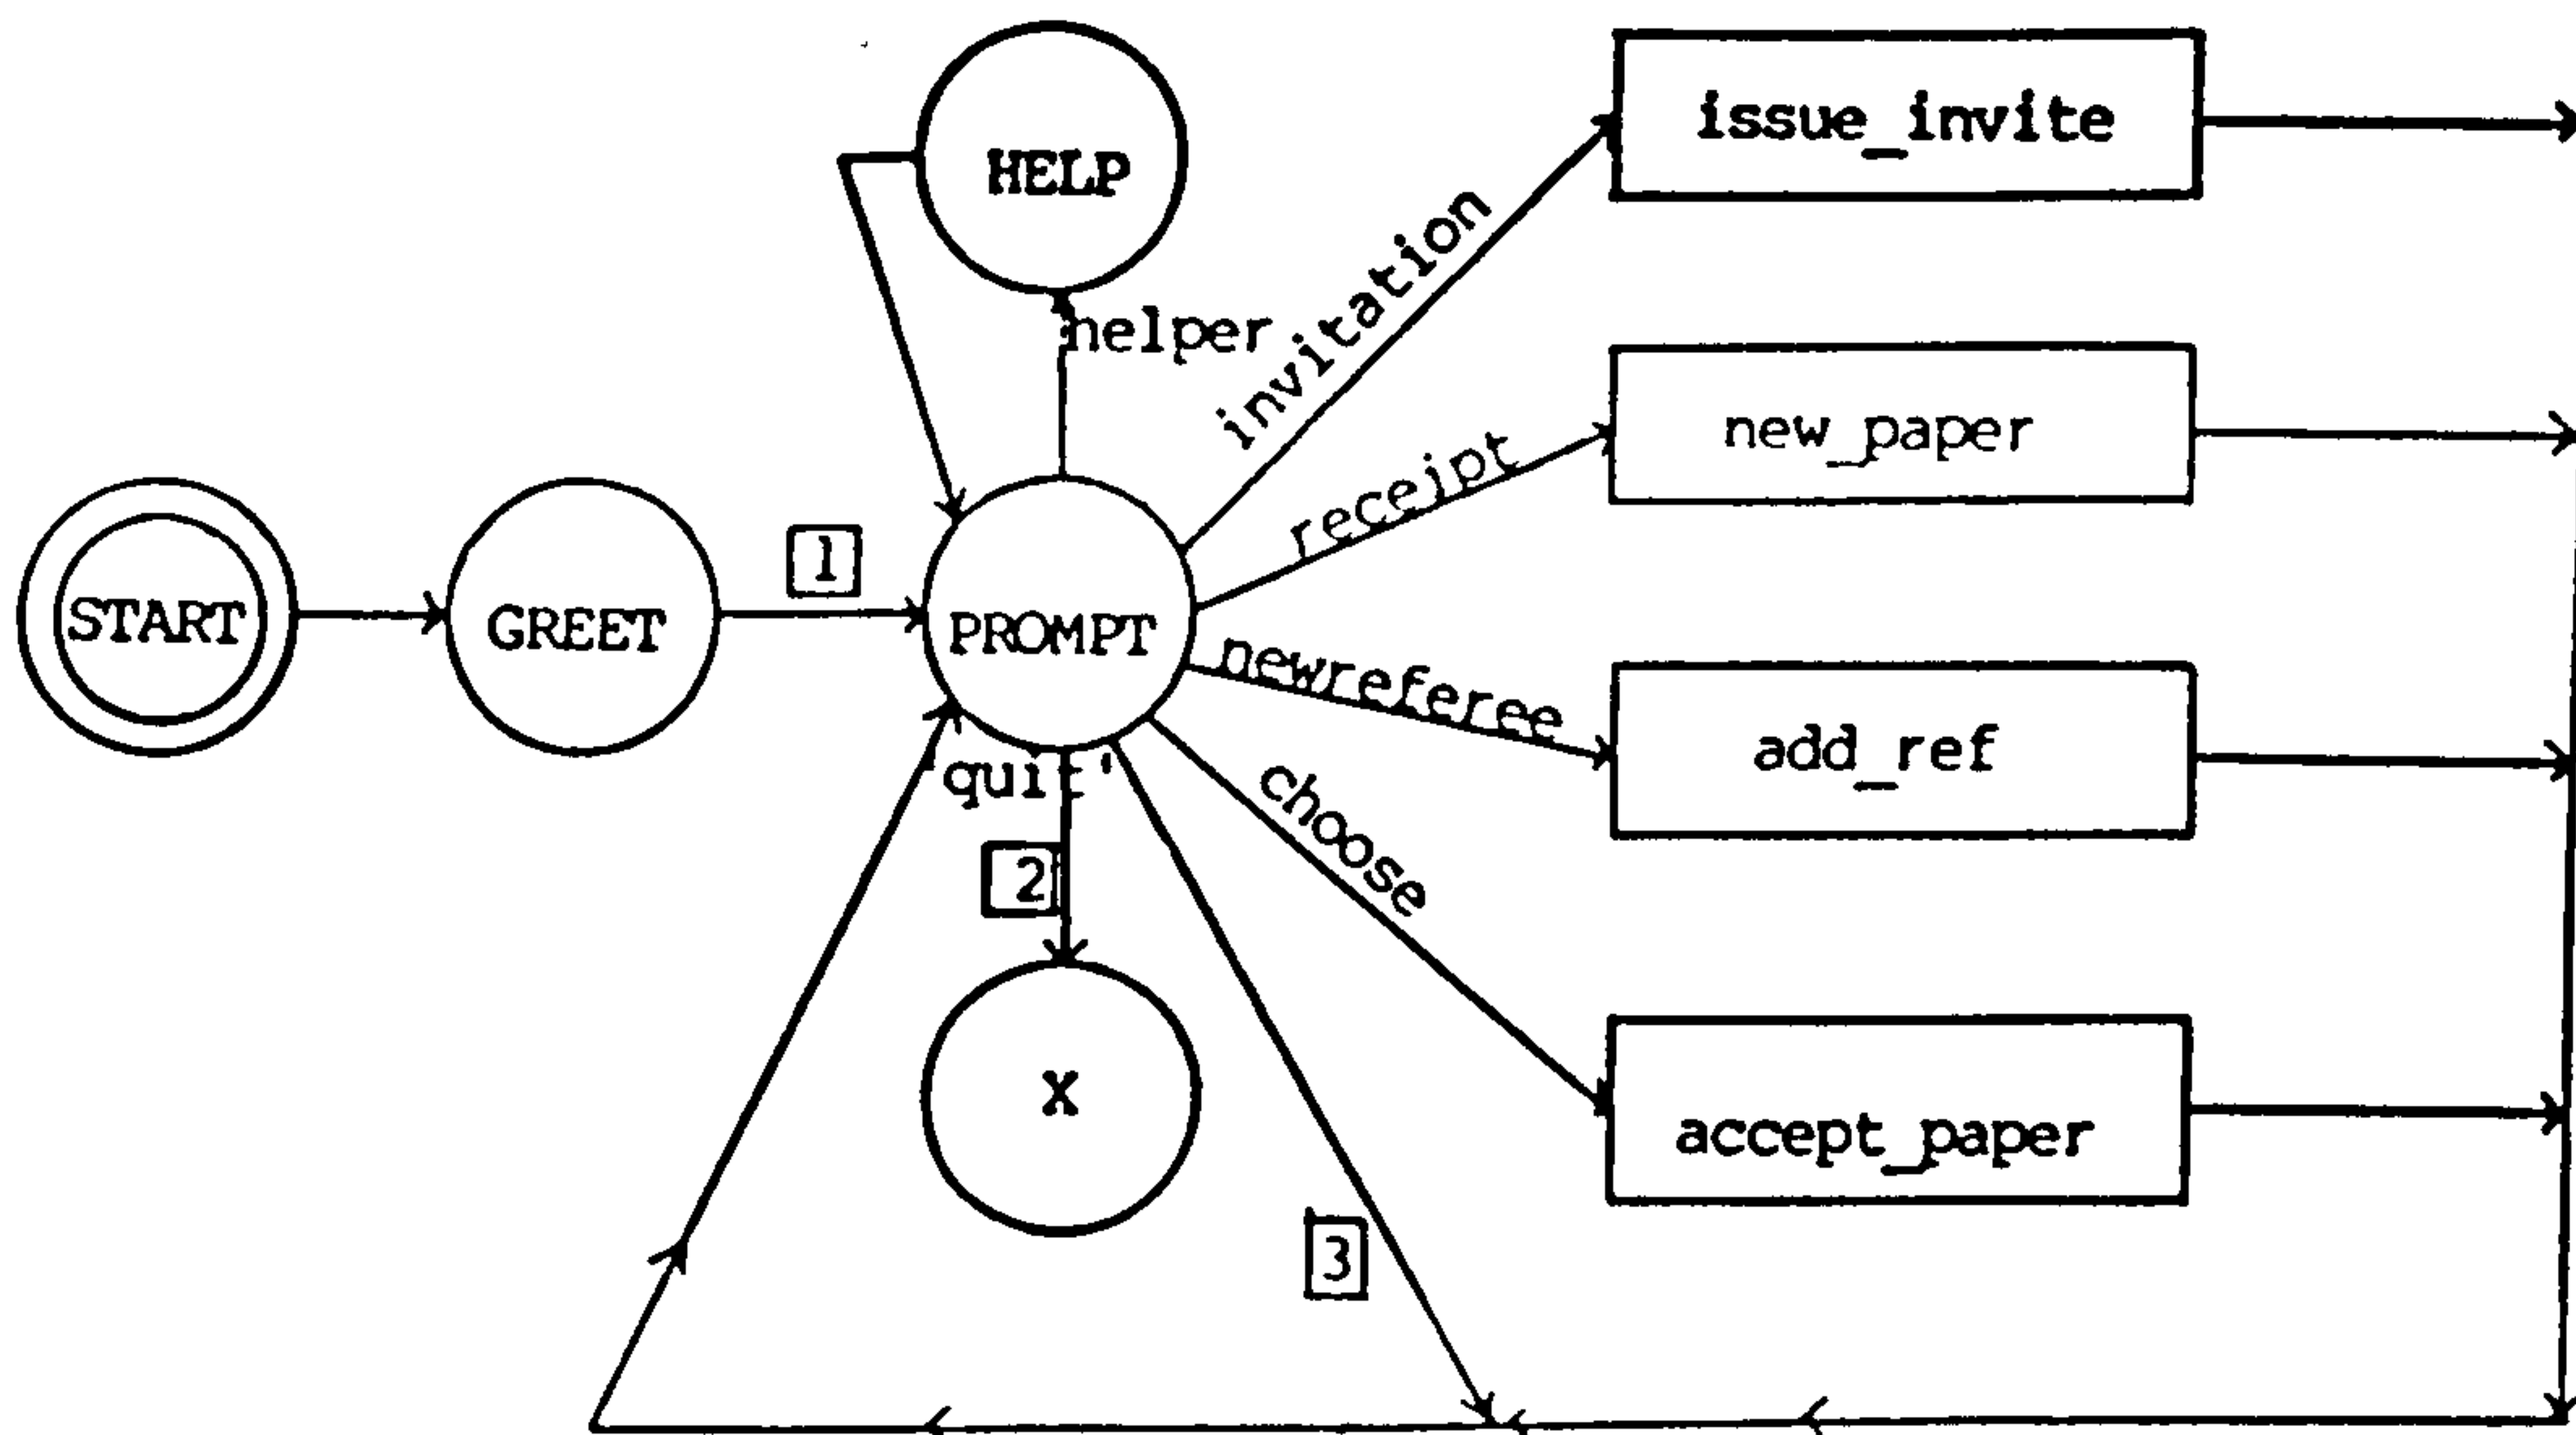 HELP
issue_invite
helper
invitation
new_paper
receipt
1
START
GREET
PROMPT
newreferee
add_ref
'quit'
choose
2
X
accept_paper
3